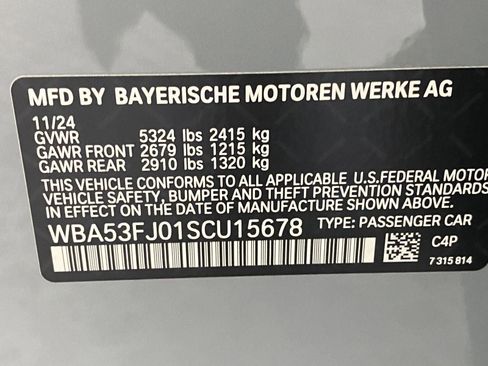 MFD BY BAYERISCHE MOTOREN WERKE AG
11/24
GVWR 5324 lbs 2415 kg
GAWR FRONT 2679 lbs 1215 kg
GAWR REAR 2910 lbs 1320 kg
THIS VEHICLE CONFORMS TO ALL APPLICABLE U.S.FEDERAL MOTOR
VEHICLE SAFETY, BUMPER AND THEFT PREVENTION STANDARDS
IN EFFECT ON THE DATE OF MANUFACTURE SHOWN ABOVE.
WBA53FJ01SCU15678 TYPE: PASSENGER CAR
C4P
7 315 814